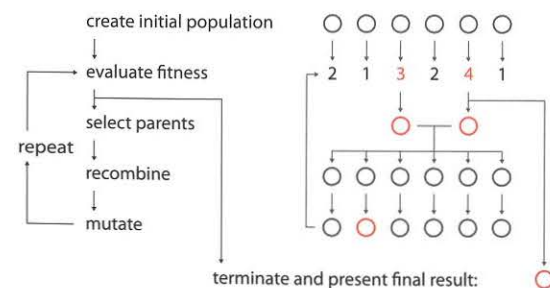 create initial population
evaluate fitness
2 1 3 2 4 1
select parents
repeat
recombine
mutate
terminate and present final result: